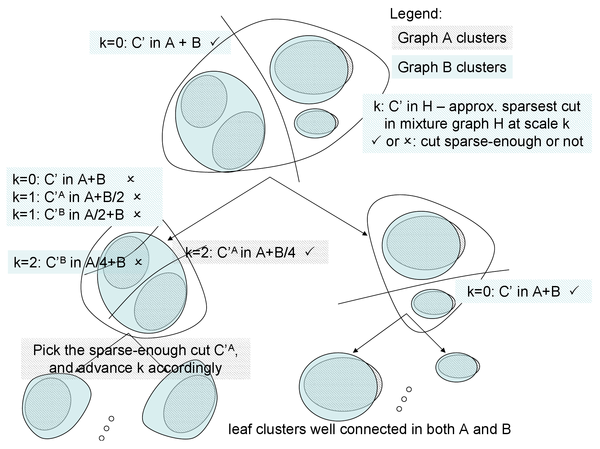 Legend:
Graph A clusters
Graph B clusters
k=0: C' in A + B ✓
k: C' in H – approx. sparsest cut
in mixture graph H at scale k
✓ or ×: cut sparse-enough or not
k=0: C' in A+B ×
k=1: C'A in A+B/2 ×
k=1: C'B in A/2+B ×
k=2: C'B in A/4+B ×
k=2: C'A in A+B/4 ✓
k=0: C' in A+B ✓
Pick the sparse-enough cut C'A,
and advance k accordingly
leaf clusters well connected in both A and B